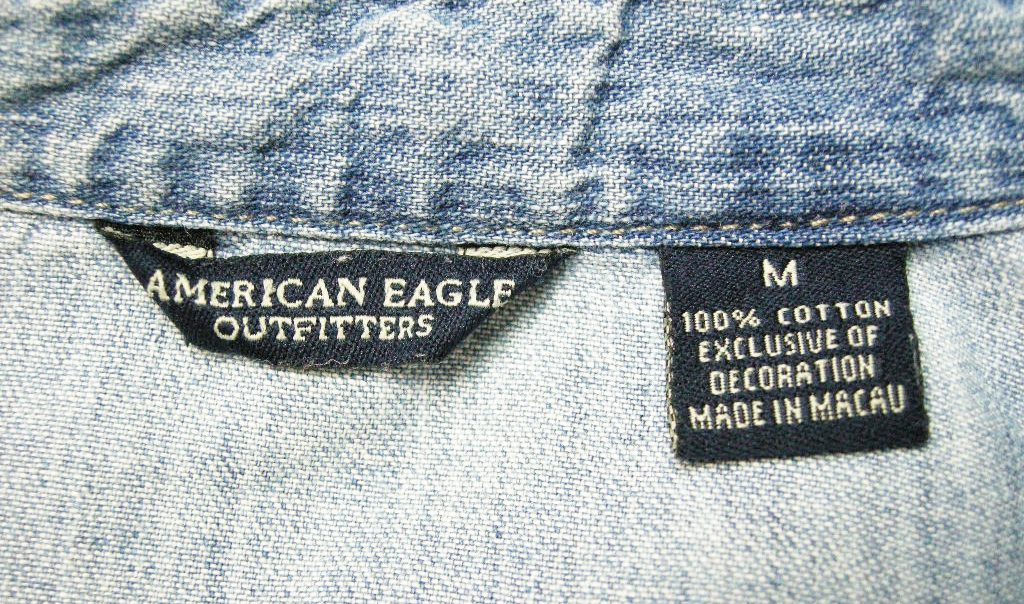 AMERICAN EAGLE
OUTFITTERS
M
100% COTTON
EXCLUSIVE OF
DECORATION
MADE IN MACAU